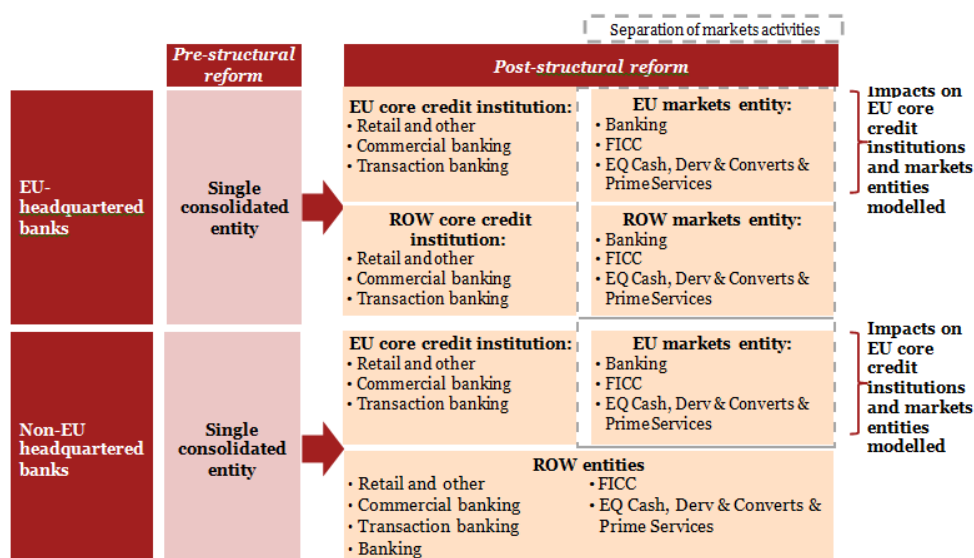 Separation of markets activities
Pre-structural
reform
Post-structural reform
EU-
headquartered
banks
Single
consolidated
entity
EU core credit institution:
• Retail and other
• Commercial banking
• Transaction banking
EU markets entity:
• Banking
• FICC
• EQ Cash, Derv & Converts &
Prime Services
Impacts on
EU core
credit
institutions
and markets
entities
modelled
ROW core credit
institution:
• Retail and other
• Commercial banking
• Transaction banking
ROW markets entity:
• Banking
• FICC
• EQ Cash, Derv & Converts &
Prime Services
Non-EU
headquartered
banks
Single
consolidated
entity
EU core credit institution:
• Retail and other
• Commercial banking
• Transaction banking
EU markets entity:
• Banking
• FICC
• EQ Cash, Derv & Converts &
Prime Services
Impacts on
EU core
credit
institutions
and markets
entities
modelled
ROW entities
• Retail and other
• Commercial banking
• Transaction banking
• Banking
• FICC
• EQ Cash, Derv & Converts &
Prime Services